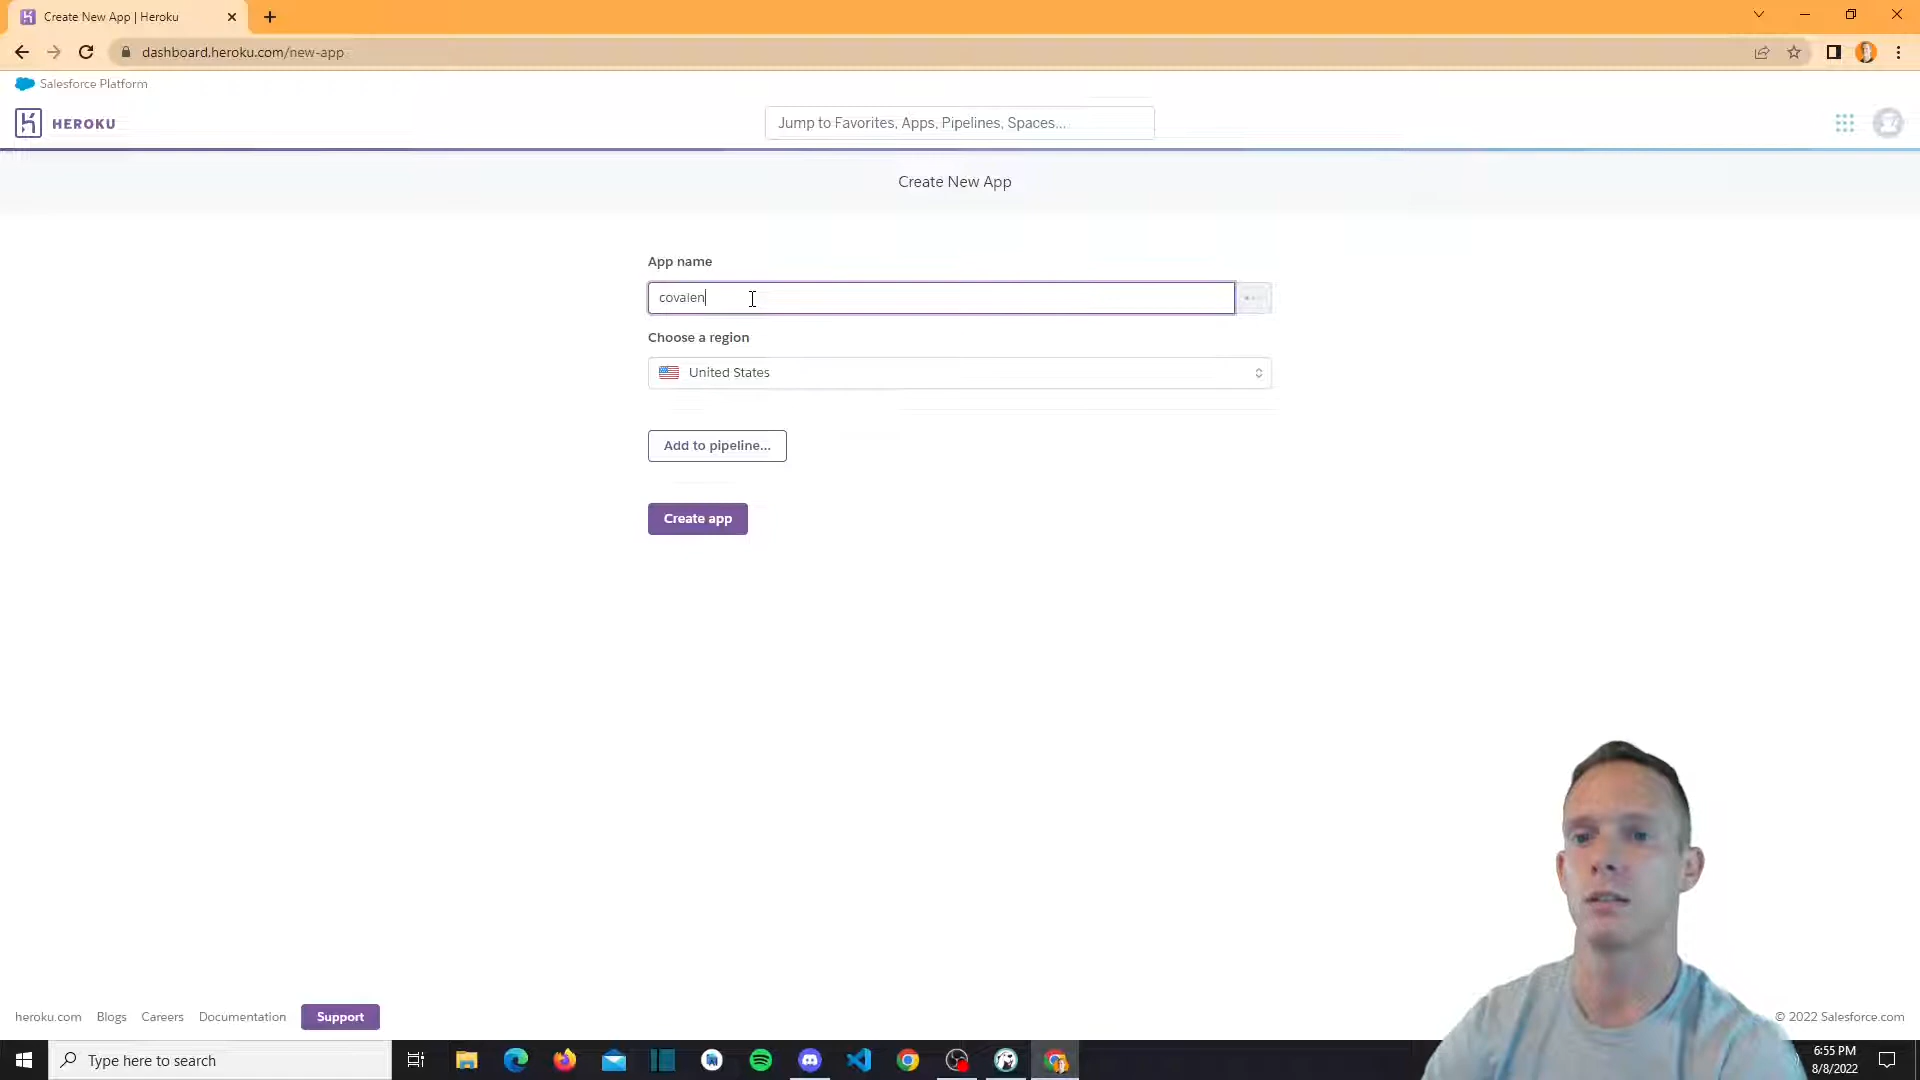 Create New App | Heroku
dashboard.heroku.com/new-app
Salesforce Platform
HEROKU
Jump to Favorites, Apps, Pipelines, Spaces...
Create New App
App name
covalen
Choose a region
United States
Add to pipeline...
Create app
heroku.com Blogs Careers Documentation Support
© 2022 Salesforce.com
Type here to search
6:55 PM
8/8/2022